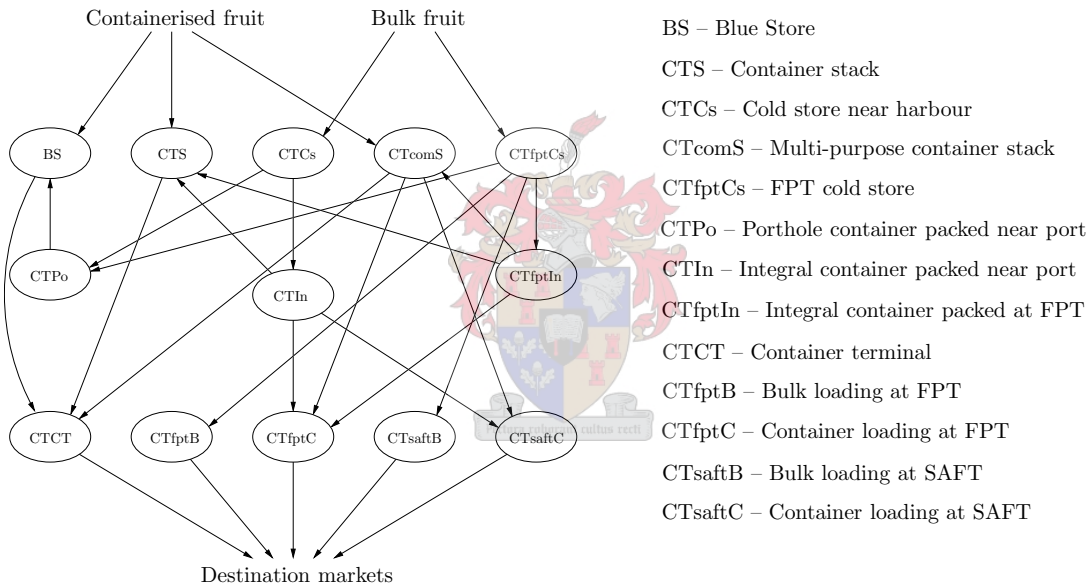 Containerised fruit
Bulk fruit
BS
CTS
CTCs
CTcomS
CTfptCs
CTPo
CTIn
CTfptIn
CTCT
CTfptB
CTfptC
CTsaftB
CTsaftC
Destination markets
BS – Blue Store
CTS – Container stack
CTCs – Cold store near harbour
CTcomS – Multi-purpose container stack
CTfptCs – FPT cold store
CTPo – Porthole container packed near port
CTIn – Integral container packed near port
CTfptIn – Integral container packed at FPT
CTCT – Container terminal
CTfptB – Bulk loading at FPT
CTfptC – Container loading at FPT
CTsaftB – Bulk loading at SAFT
CTsaftC – Container loading at SAFT
cultus recti